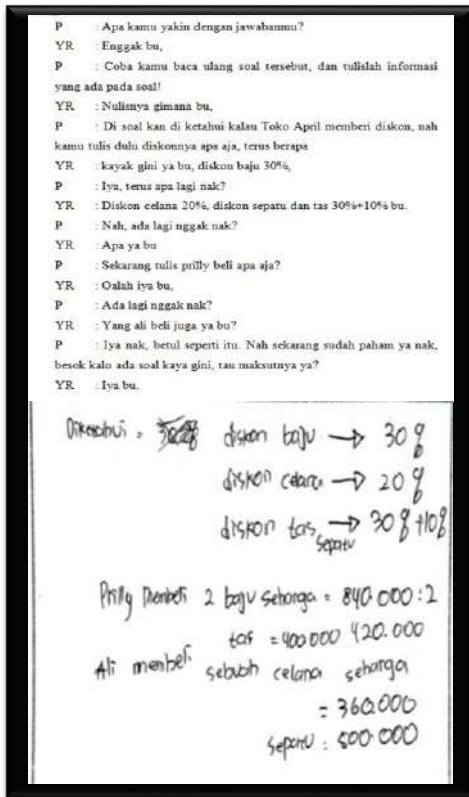 P : Apa kamu yakin dengan jawabanmu?
YR : Enggak bu,
P : Coba kamu baca ulang soal tersebut, dan tulislah informasi
yang ada pada soal!
YR : Nulisnya gimana bu,
P : Di soal kan di ketahui kalau Toko April memberi diskon, nah
kamu tulis dulu diskonnya apa aja, terus berapa
YR : kayak gini ya bu, diskon baju 30%,
P : Iya, terus apa lagi nak?
YR : Diskon celana 20%, diskon sepatu dan tas 30%+10% bu.
P : Nah, ada lagi nggak nak?
YR : Apa ya bu
P : Sekarang tulis prilly beli apa aja?
YR : Oalah iya bu,
P : Ada lagi nggak nak?
YR : Yang ali beli juga ya bu?
P : Iya nak, betul seperti itu. Nah sekarang sudah paham ya nak,
besok kalo ada soal kaya gini, tau maksutnya ya?
YR : Iya bu.
Diketahui = diskon baju → 30%
diskon celana → 20%
diskon tas → 30% +10%
sepatu
Prilly membeli 2 baju seharga = 840.000 : 2
tas = 400000 420.000
Ali membeli sebuah celana seharga
= 360.000
sepatu : 500.000